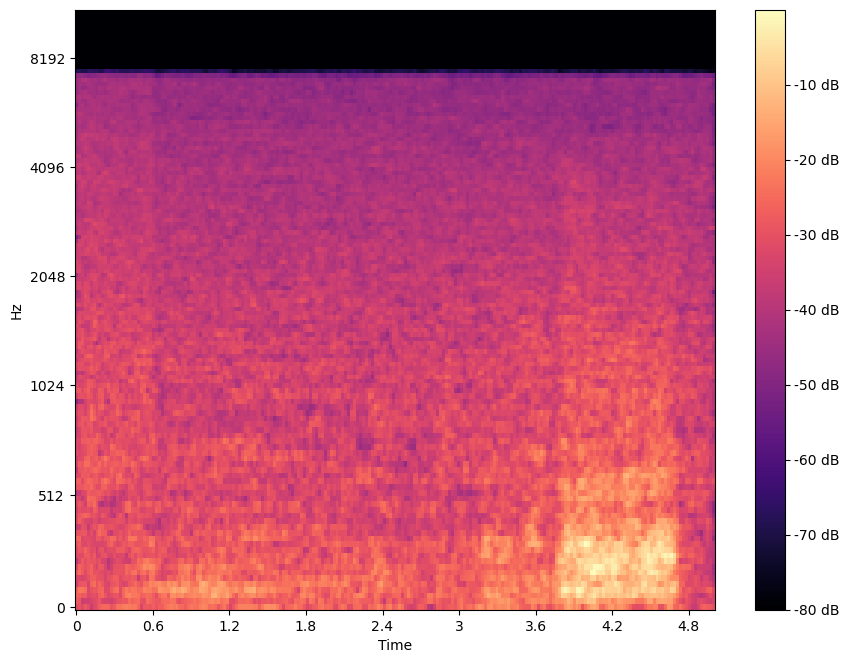 8192
4096
2048
1024
512
0
Hz
0 0.6 1.2 1.8 2.4 3 3.6 4.2 4.8
Time
-10 dB
-20 dB
-30 dB
-40 dB
-50 dB
-60 dB
-70 dB
-80 dB